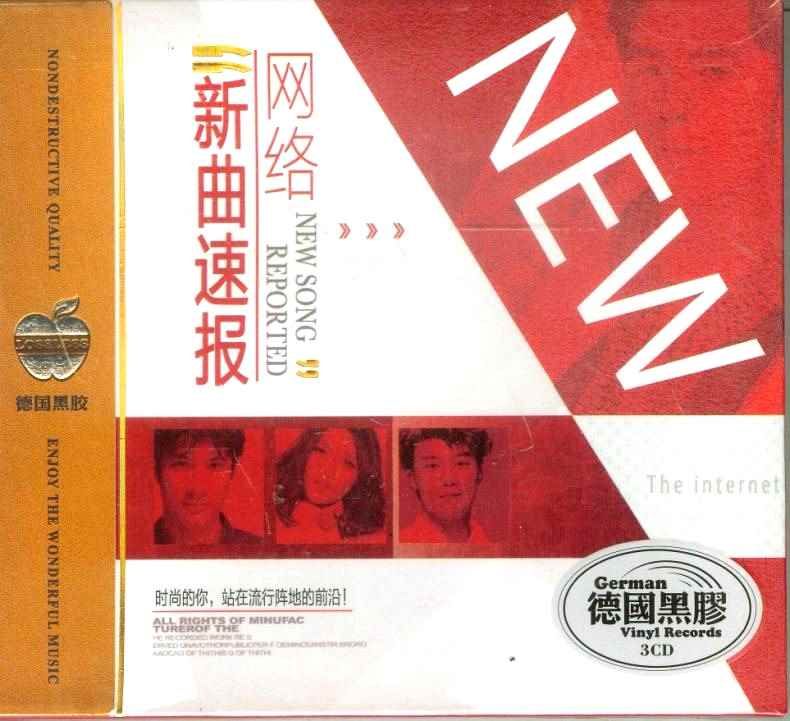 NONDESTRUCTIVE QUALITY
德国黑胶
ENJOY THE WONDERFUL MUSIC
网络
新曲速报
NEW SONG
REPORTED
NEW
The internet
时尚的你，站在流行阵地的前沿！
ALL RIGHTS OF MINUFAC
TUREROF THE
German
德國黑膠
Vinyl Records
3CD